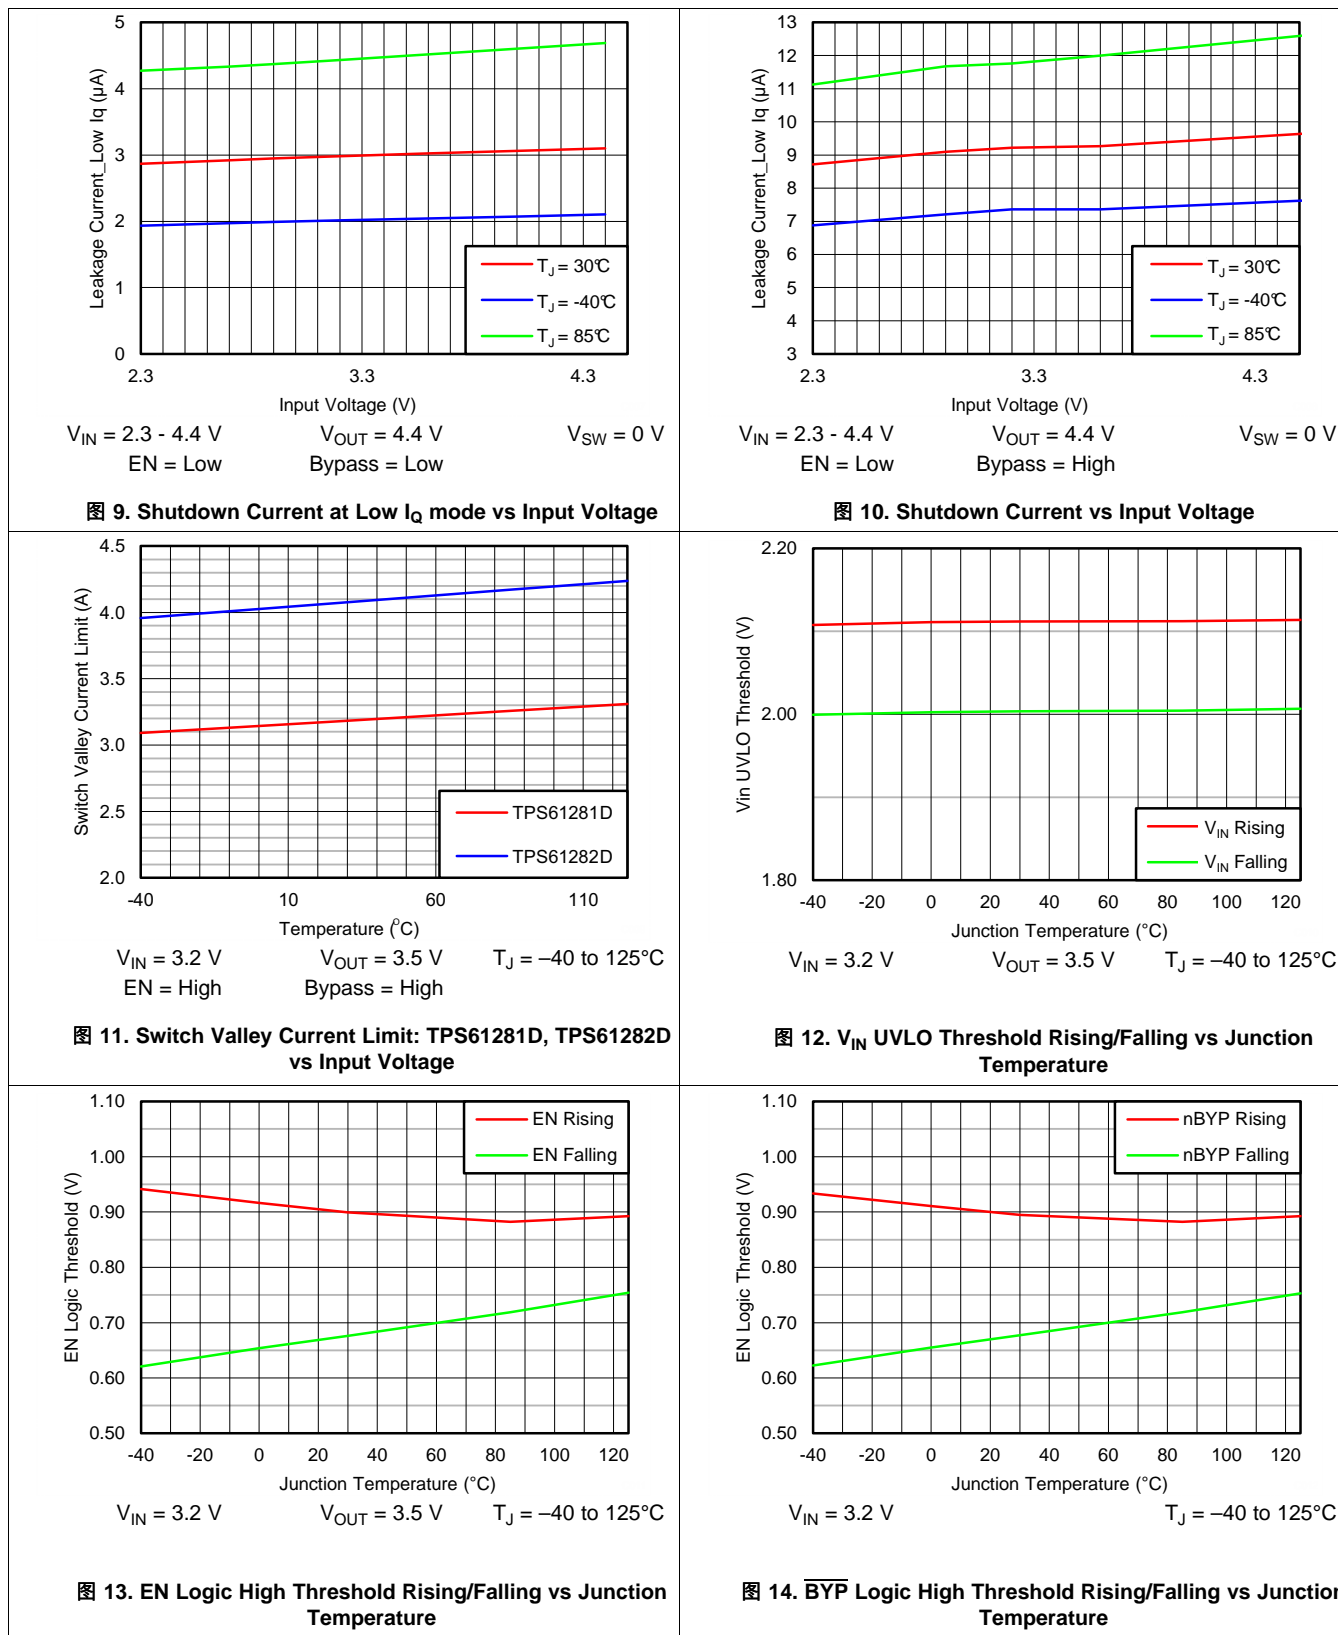 5
4
3
2
1
0
Leakage Current_Low Iq (µA)
T_J = 30°C
T_J = -40°C
T_J = 85°C
2.3 3.3 4.3
Input Voltage (V)
V_IN = 2.3 - 4.4 V V_OUT = 4.4 V V_SW = 0 V
EN = Low Bypass = Low
图 9. Shutdown Current at Low I_Q mode vs Input Voltage
13
12
11
10
9
8
7
6
5
4
3
Leakage Current_Low Iq (µA)
T_J = 30°C
T_J = -40°C
T_J = 85°C
2.3 3.3 4.3
Input Voltage (V)
V_IN = 2.3 - 4.4 V V_OUT = 4.4 V V_SW = 0 V
EN = Low Bypass = High
图 10. Shutdown Current vs Input Voltage
4.5
4.0
3.5
3.0
2.5
2.0
Switch Valley Current Limit (A)
TPS61281D
TPS61282D
-40 10 60 110
Temperature (°C)
V_IN = 3.2 V V_OUT = 3.5 V T_J = –40 to 125°C
EN = High Bypass = High
图 11. Switch Valley Current Limit: TPS61281D, TPS61282D
vs Input Voltage
2.20
2.00
1.80
Vin UVLO Threshold (V)
V_IN Rising
V_IN Falling
-40 -20 0 20 40 60 80 100 120
Junction Temperature (°C)
V_IN = 3.2 V V_OUT = 3.5 V T_J = –40 to 125°C
图 12. V_IN UVLO Threshold Rising/Falling vs Junction
Temperature
1.10
1.00
0.90
0.80
0.70
0.60
0.50
EN Logic Threshold (V)
EN Rising
EN Falling
-40 -20 0 20 40 60 80 100 120
Junction Temperature (°C)
V_IN = 3.2 V V_OUT = 3.5 V T_J = –40 to 125°C
图 13. EN Logic High Threshold Rising/Falling vs Junction
Temperature
1.10
1.00
0.90
0.80
0.70
0.60
0.50
EN Logic Threshold (V)
nBYP Rising
nBYP Falling
-40 -20 0 20 40 60 80 100 120
Junction Temperature (°C)
V_IN = 3.2 V T_J = –40 to 125°C
图 14. B̅Y̅P̅ Logic High Threshold Rising/Falling vs Junction
Temperature